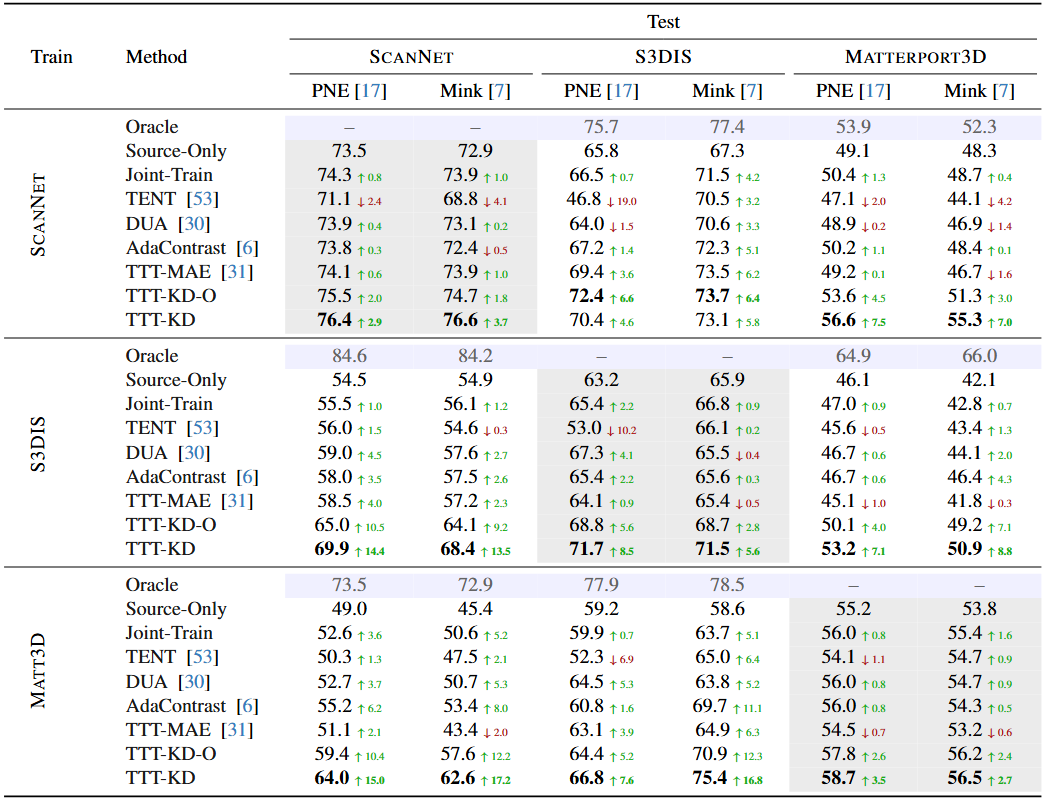 Test
Train Method SCANNET S3DIS MATTERPORT3D
PNE [17] Mink [7] PNE [17] Mink [7] PNE [17] Mink [7]
SCANNET
Oracle – – 75.7 77.4 53.9 52.3
Source-Only 73.5 72.9 65.8 67.3 49.1 48.3
Joint-Train 74.3 ↑ 0.8 73.9 ↑ 1.0 66.5 ↑ 0.7 71.5 ↑ 4.2 50.4 ↑ 1.3 48.7 ↑ 0.4
TENT [53] 71.1 ↓ 2.4 68.8 ↓ 4.1 46.8 ↓ 19.0 70.5 ↑ 3.2 47.1 ↓ 2.0 44.1 ↓ 4.2
DUA [30] 73.9 ↑ 0.4 73.1 ↑ 0.2 64.0 ↓ 1.5 70.6 ↑ 3.3 48.9 ↓ 0.2 46.9 ↓ 1.4
AdaContrast [6] 73.8 ↑ 0.3 72.4 ↓ 0.5 67.2 ↑ 1.4 72.3 ↑ 5.1 50.2 ↑ 1.1 48.4 ↑ 0.1
TTT-MAE [31] 74.1 ↑ 0.6 73.9 ↑ 1.0 69.4 ↑ 3.6 73.5 ↑ 6.2 49.2 ↑ 0.1 46.7 ↓ 1.6
TTT-KD-O 75.5 ↑ 2.0 74.7 ↑ 1.8 72.4 ↑ 6.6 73.7 ↑ 6.4 53.6 ↑ 4.5 51.3 ↑ 3.0
TTT-KD 76.4 ↑ 2.9 76.6 ↑ 3.7 70.4 ↑ 4.6 73.1 ↑ 5.8 56.6 ↑ 7.5 55.3 ↑ 7.0
S3DIS
Oracle 84.6 84.2 – – 64.9 66.0
Source-Only 54.5 54.9 63.2 65.9 46.1 42.1
Joint-Train 55.5 ↑ 1.0 56.1 ↑ 1.2 65.4 ↑ 2.2 66.8 ↑ 0.9 47.0 ↑ 0.9 42.8 ↑ 0.7
TENT [53] 56.0 ↑ 1.5 54.6 ↓ 0.3 53.0 ↓ 10.2 66.1 ↑ 0.2 45.6 ↓ 0.5 43.4 ↑ 1.3
DUA [30] 59.0 ↑ 4.5 57.6 ↑ 2.7 67.3 ↑ 4.1 65.5 ↓ 0.4 46.7 ↑ 0.6 44.1 ↑ 2.0
AdaContrast [6] 58.0 ↑ 3.5 57.5 ↑ 2.6 65.4 ↑ 2.2 65.6 ↑ 0.3 46.7 ↑ 0.6 46.4 ↑ 4.3
TTT-MAE [31] 58.5 ↑ 4.0 57.2 ↑ 2.3 64.1 ↑ 0.9 65.4 ↓ 0.5 45.1 ↓ 1.0 41.8 ↓ 0.3
TTT-KD-O 65.0 ↑ 10.5 64.1 ↑ 9.2 68.8 ↑ 5.6 68.7 ↑ 2.8 50.1 ↑ 4.0 49.2 ↑ 7.1
TTT-KD 69.9 ↑ 14.4 68.4 ↑ 13.5 71.7 ↑ 8.5 71.5 ↑ 5.6 53.2 ↑ 7.1 50.9 ↑ 8.8
MATT3D
Oracle 73.5 72.9 77.9 78.5 – –
Source-Only 49.0 45.4 59.2 58.6 55.2 53.8
Joint-Train 52.6 ↑ 3.6 50.6 ↑ 5.2 59.9 ↑ 0.7 63.7 ↑ 5.1 56.0 ↑ 0.8 55.4 ↑ 1.6
TENT [53] 50.3 ↑ 1.3 47.5 ↑ 2.1 52.3 ↓ 6.9 65.0 ↑ 6.4 54.1 ↓ 1.1 54.7 ↑ 0.9
DUA [30] 52.7 ↑ 3.7 50.7 ↑ 5.3 64.5 ↑ 5.3 63.8 ↑ 5.2 56.0 ↑ 0.8 54.7 ↑ 0.9
AdaContrast [6] 55.2 ↑ 6.2 53.4 ↑ 8.0 60.8 ↑ 1.6 69.7 ↑ 11.1 56.0 ↑ 0.8 54.3 ↑ 0.5
TTT-MAE [31] 51.1 ↑ 2.1 43.4 ↓ 2.0 63.1 ↑ 3.9 64.9 ↑ 6.3 54.5 ↓ 0.7 53.2 ↓ 0.6
TTT-KD-O 59.4 ↑ 10.4 57.6 ↑ 12.2 64.4 ↑ 5.2 70.9 ↑ 12.3 57.8 ↑ 2.6 56.2 ↑ 2.4
TTT-KD 64.0 ↑ 15.0 62.6 ↑ 17.2 66.8 ↑ 7.6 75.4 ↑ 16.8 58.7 ↑ 3.5 56.5 ↑ 2.7